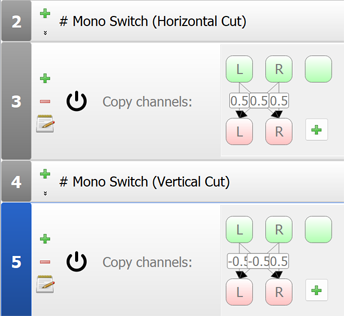 2
# Mono Switch (Horizontal Cut)
L R
3
Copy channels:
0.5 0.5 0.5
L R
4
# Mono Switch (Vertical Cut)
L R
5
Copy channels:
-0.5 -0.5 0.5
L R